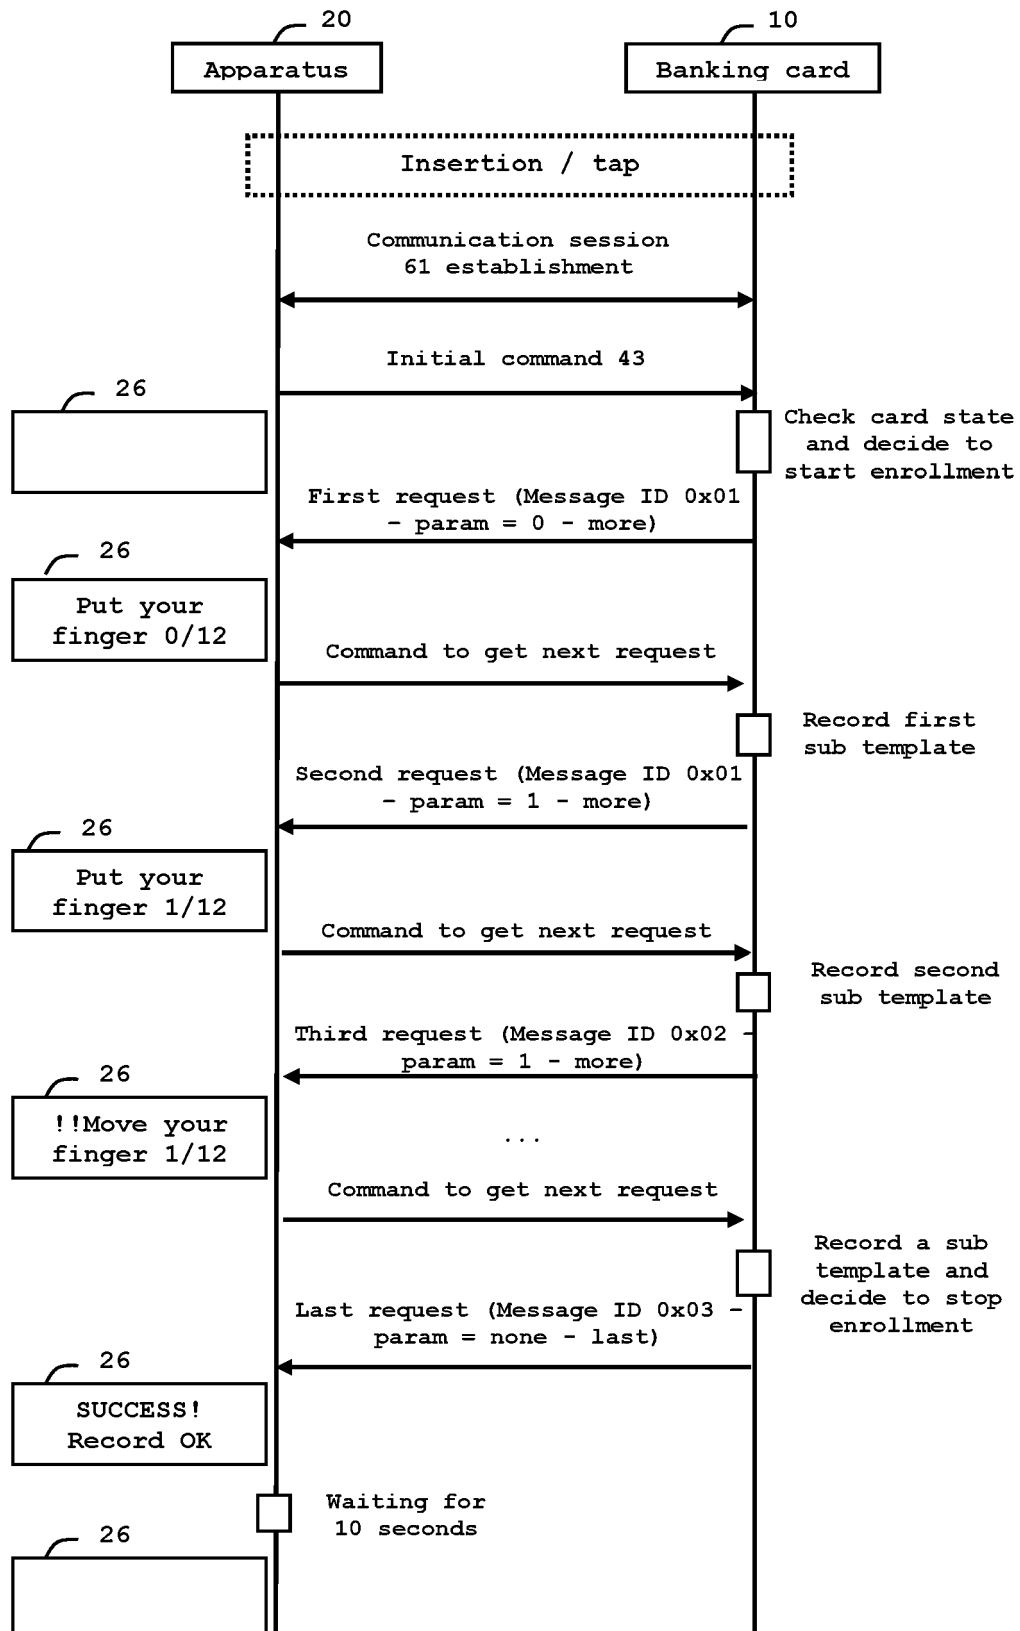 20
10
Apparatus
Banking card
Insertion / tap
Communication session
61 establishment
Initial command 43
26
Check card state
and decide to
start enrollment
First request (Message ID 0x01
– param = 0 - more)
26
Put your
finger 0/12
Command to get next request
Record first
sub template
Second request (Message ID 0x01
– param = 1 - more)
26
Put your
finger 1/12
Command to get next request
Record second
sub template
Third request (Message ID 0x02 –
param = 1 - more)
26
!!Move your
finger 1/12
...
Command to get next request
Record a sub
template and
decide to stop
enrollment
Last request (Message ID 0x03 –
param = none - last)
26
SUCCESS!
Record OK
Waiting for
10 seconds
26